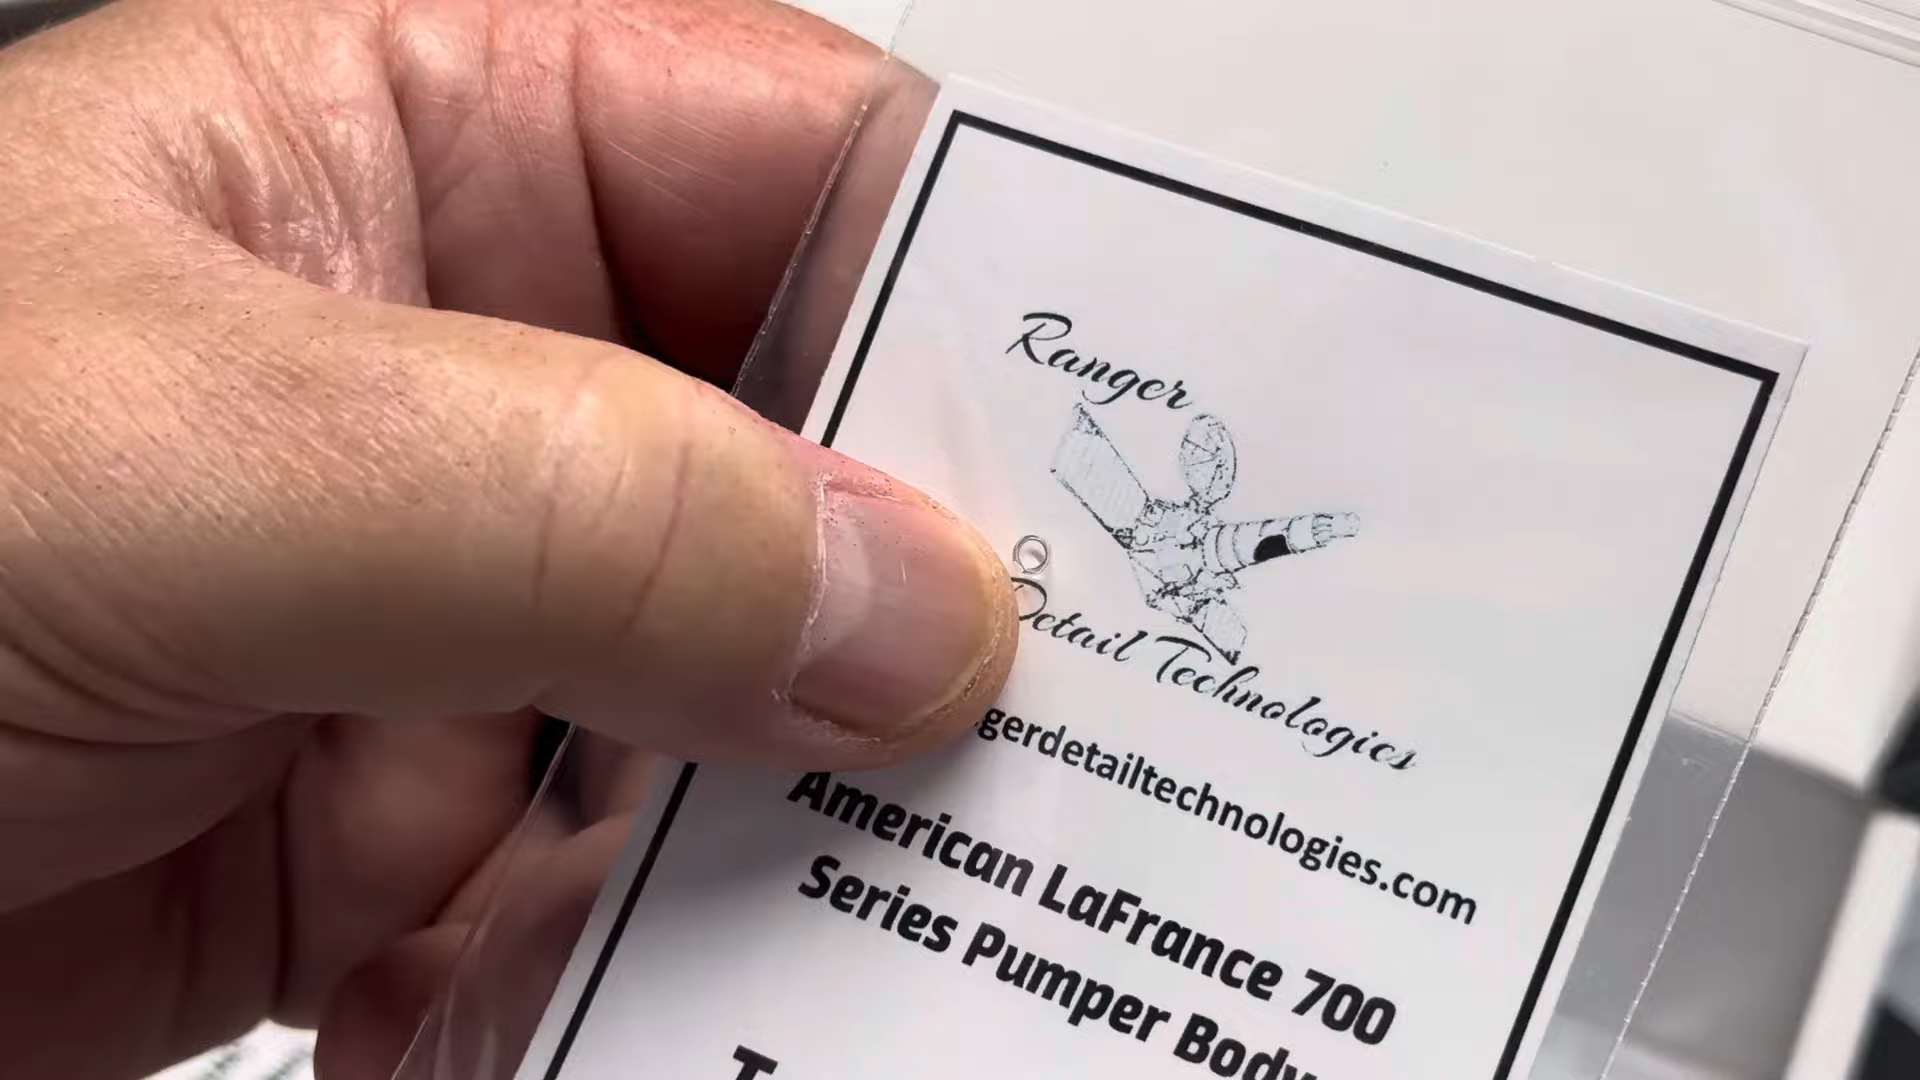 Ranger
Detail Technologies
gerdetailtechnologies.com
American LaFrance 700
Series Pumper Body